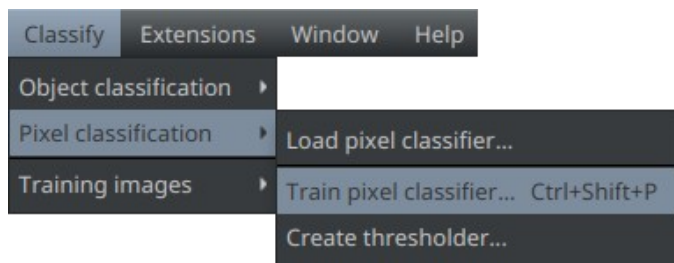 Classify Extensions Window Help
Object classification
Pixel classification
Load pixel classifier...
Training images
Train pixel classifier... Ctrl+Shift+P
Create thresholder...